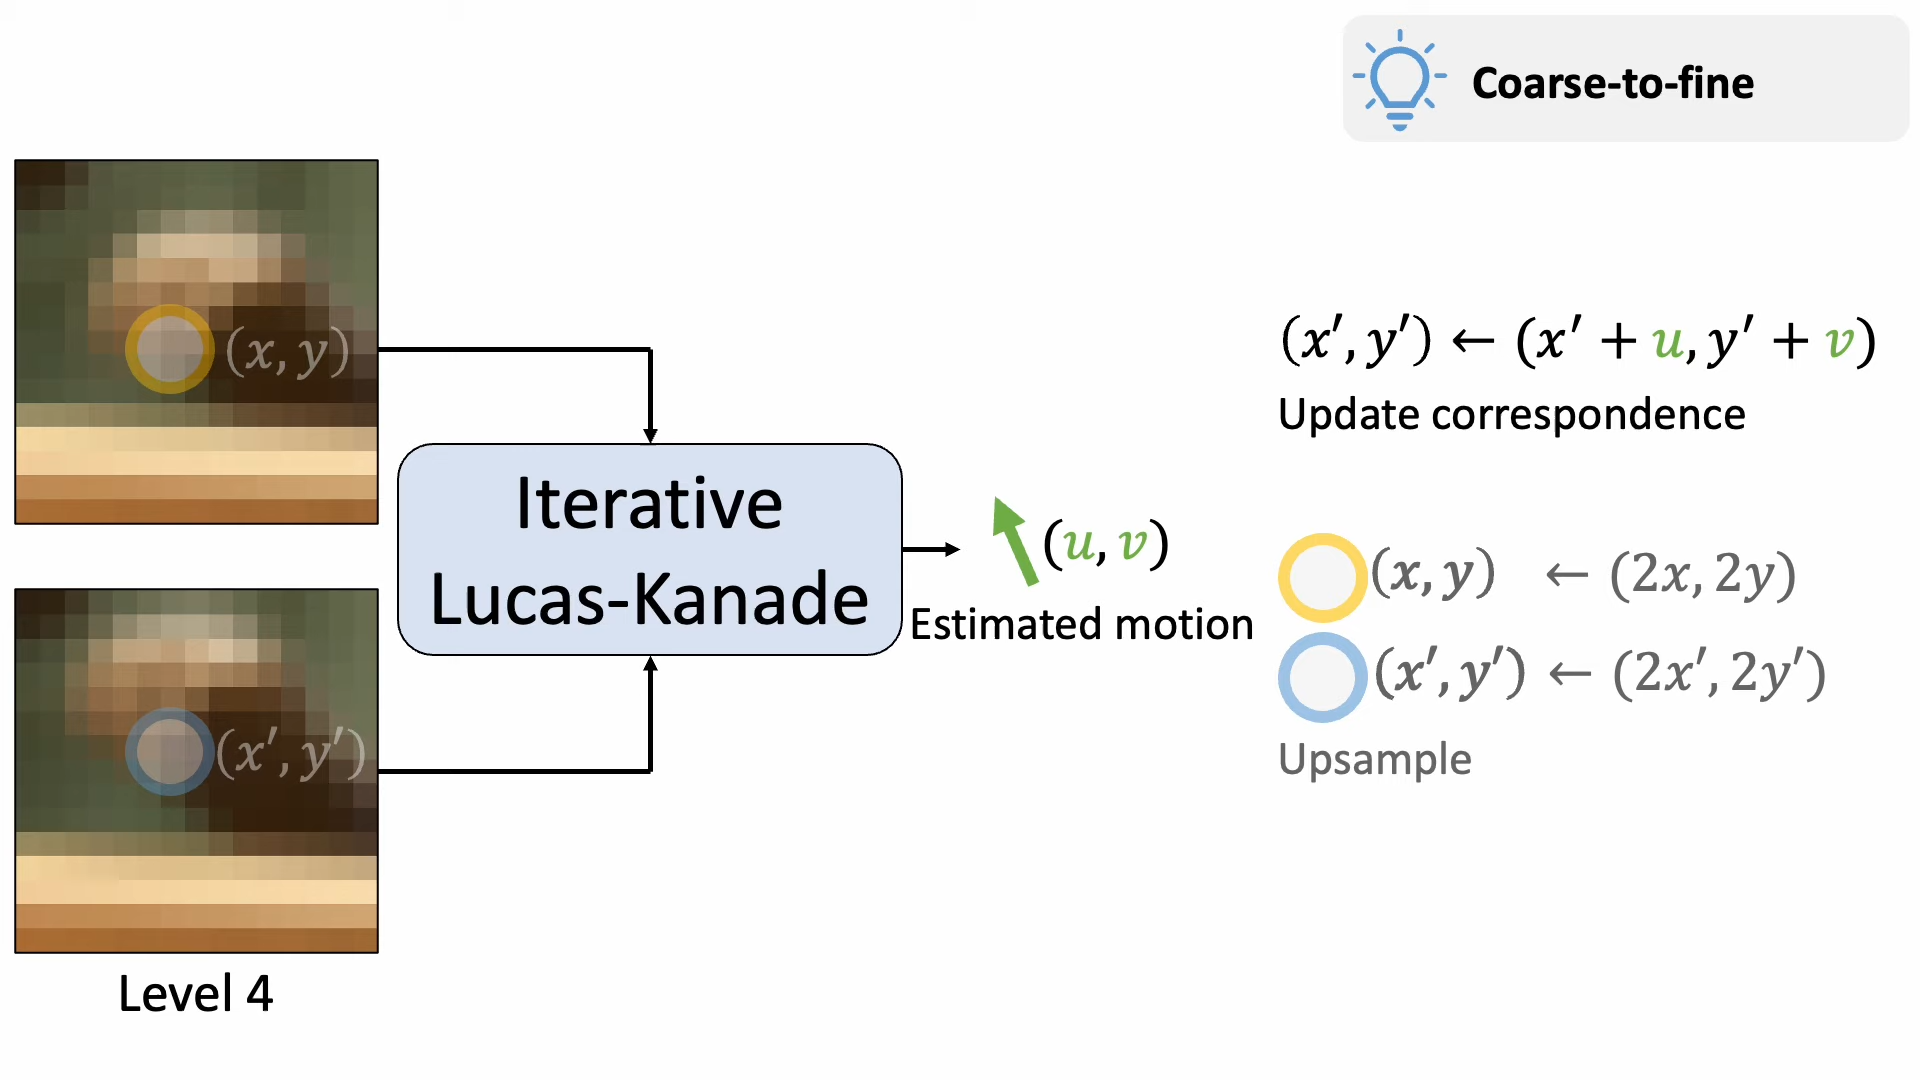 Coarse-to-fine
(x, y)
Iterative
Lucas-Kanade
(x′, y′)
Level 4
(u, v)
Estimated motion
(x′, y′) ← (x′ + u, y′ + v)
Update correspondence
(x, y) ← (2x, 2y)
(x′, y′) ← (2x′, 2y′)
Upsample